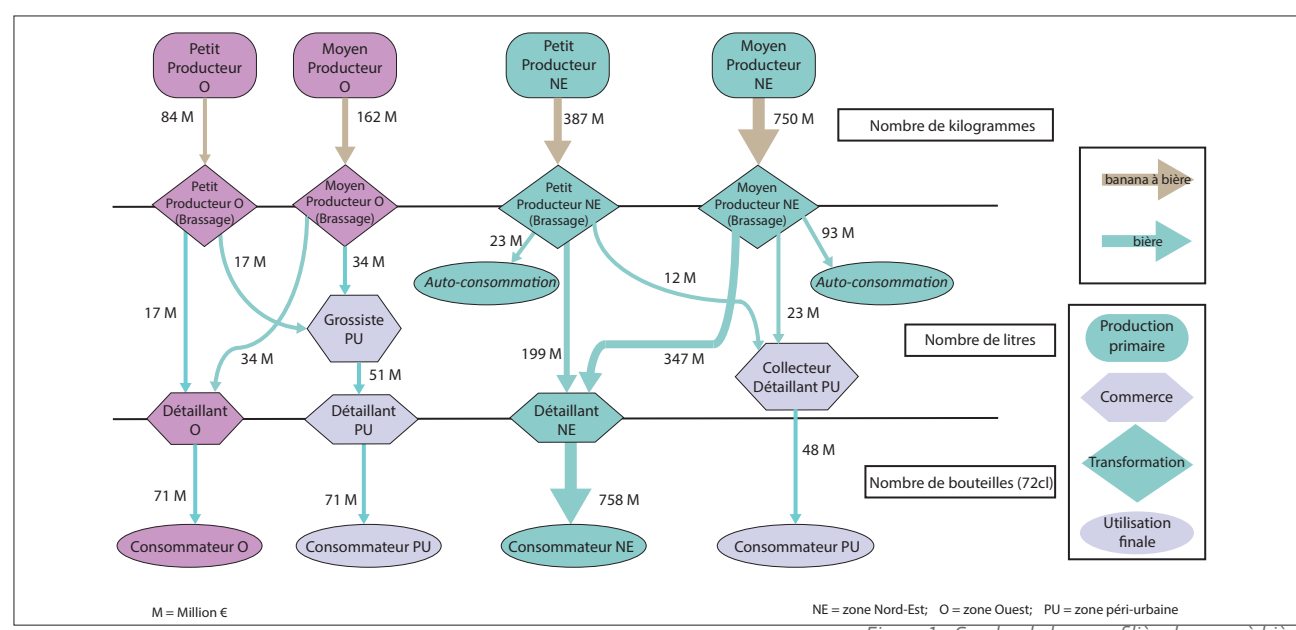 Petit
Producteur
O
Moyen
Producteur
O
Petit
Producteur
NE
Moyen
Producteur
NE
84 M
162 M
387 M
750 M
Nombre de kilogrammes
banana à bière
bière
Petit
Producteur O
(Brassage)
Moyen
Producteur O
(Brassage)
Petit
Producteur NE
(Brassage)
Moyen
Producteur NE
(Brassage)
17 M
34 M
23 M
93 M
Auto-consommation
12 M
Auto-consommation
17 M
Grossiste
PU
34 M
51 M
199 M
347 M
23 M
Collecteur
Détaillant PU
Nombre de litres
Production
primaire
Commerce
Transformation
Utilisation
finale
Détaillant
O
Détaillant
PU
Détaillant
NE
71 M
71 M
758 M
48 M
Nombre de bouteilles (72cl)
Consommateur O
Consommateur PU
Consommateur NE
Consommateur PU
M = Million €
NE = zone Nord-Est; O = zone Ouest; PU = zone péri-urbaine